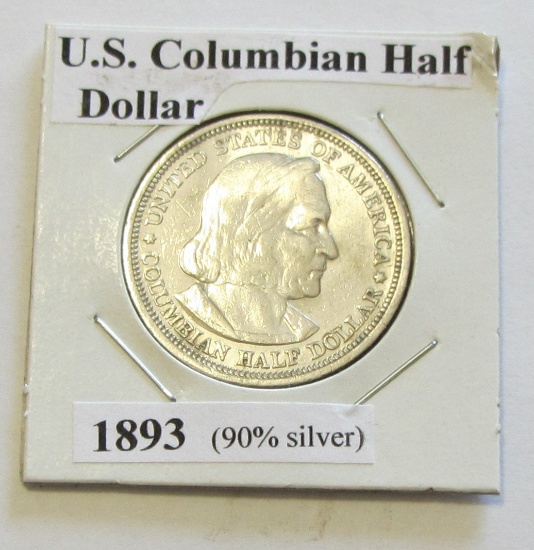 U.S. Columbian Half
Dollar
UNITED STATES OF AMERICA
COLUMBIAN HALF DOLLAR
1893 (90% silver)